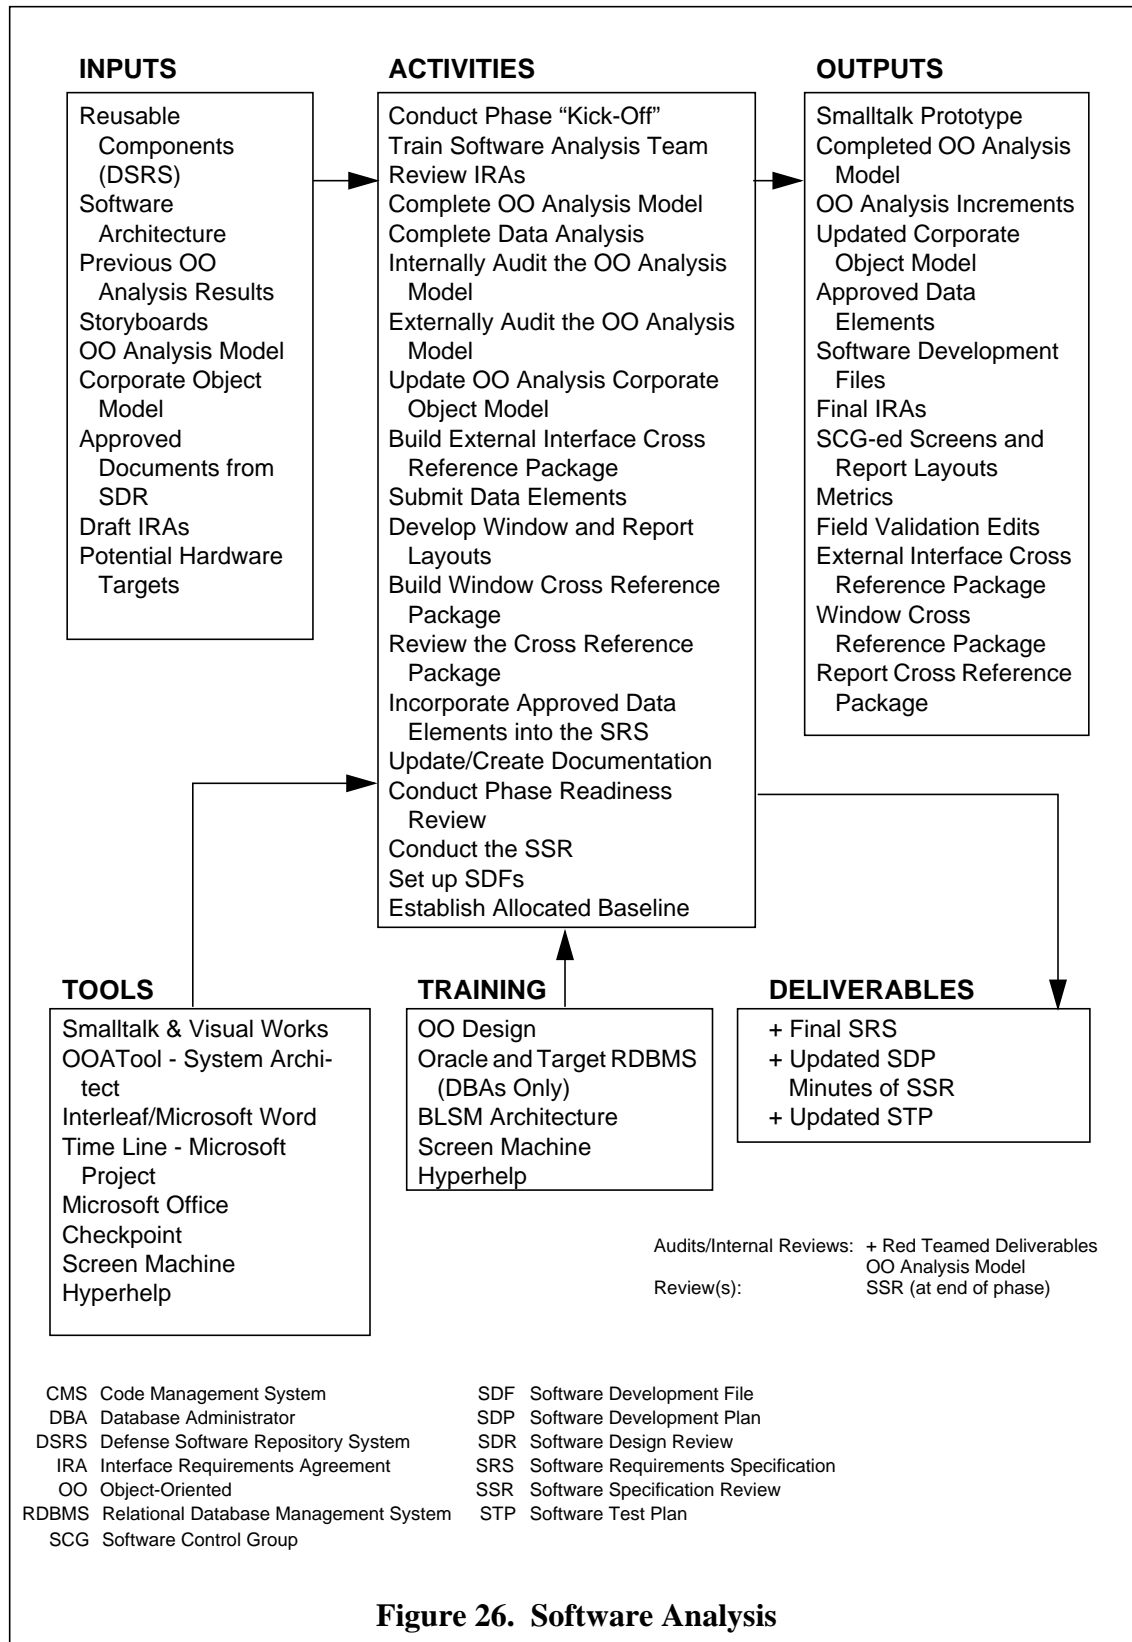 INPUTS
Reusable
Components
(DSRS)
Software
Architecture
Previous OO
Analysis Results
Storyboards
OO Analysis Model
Corporate Object
Model
Approved
Documents from
SDR
Draft IRAs
Potential Hardware
Targets
ACTIVITIES
Conduct Phase “Kick-Off”
Train Software Analysis Team
Review IRAs
Complete OO Analysis Model
Complete Data Analysis
Internally Audit the OO Analysis
Model
Externally Audit the OO Analysis
Model
Update OO Analysis Corporate
Object Model
Build External Interface Cross
Reference Package
Submit Data Elements
Develop Window and Report
Layouts
Build Window Cross Reference
Package
Review the Cross Reference
Package
Incorporate Approved Data
Elements into the SRS
Update/Create Documentation
Conduct Phase Readiness
Review
Conduct the SSR
Set up SDFs
Establish Allocated Baseline
OUTPUTS
Smalltalk Prototype
Completed OO Analysis
Model
OO Analysis Increments
Updated Corporate
Object Model
Approved Data
Elements
Software Development
Files
Final IRAs
SCG-ed Screens and
Report Layouts
Metrics
Field Validation Edits
External Interface Cross
Reference Package
Window Cross
Reference Package
Report Cross Reference
Package
TOOLS
Smalltalk & Visual Works
OOATool - System Archi-
tect
Interleaf/Microsoft Word
Time Line - Microsoft
Project
Microsoft Office
Checkpoint
Screen Machine
Hyperhelp
TRAINING
OO Design
Oracle and Target RDBMS
(DBAs Only)
BLSM Architecture
Screen Machine
Hyperhelp
DELIVERABLES
+ Final SRS
+ Updated SDP
Minutes of SSR
+ Updated STP
Audits/Internal Reviews: + Red Teamed Deliverables
OO Analysis Model
Review(s): SSR (at end of phase)
CMS Code Management System
DBA Database Administrator
DSRS Defense Software Repository System
IRA Interface Requirements Agreement
OO Object-Oriented
RDBMS Relational Database Management System
SCG Software Control Group
SDF Software Development File
SDP Software Development Plan
SDR Software Design Review
SRS Software Requirements Specification
SSR Software Specification Review
STP Software Test Plan
Figure 26. Software Analysis